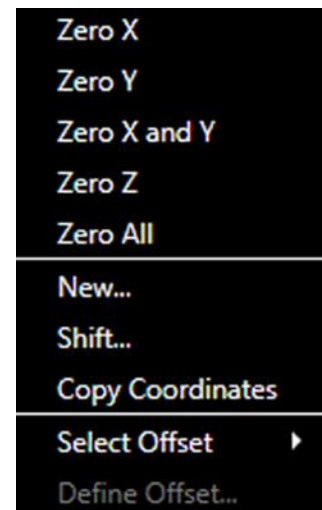 Zero X
Zero Y
Zero X and Y
Zero Z
Zero All
New...
Shift...
Copy Coordinates
Select Offset
Define Offset...